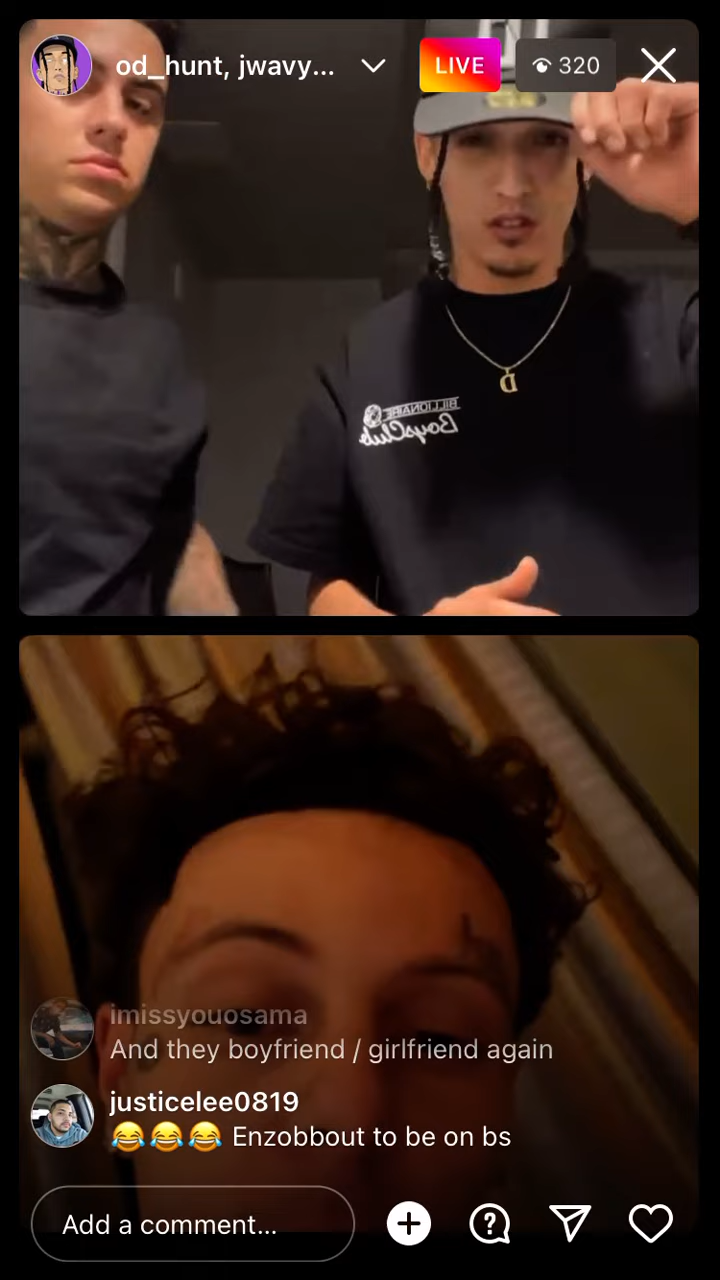 od_hunt, jwavy...
LIVE
320
D
BILLIONAIRE
BoysClub
imissyouosama
And they boyfriend / girlfriend again
justicelee0819
😂😂😂 Enzobbout to be on bs
Add a comment...